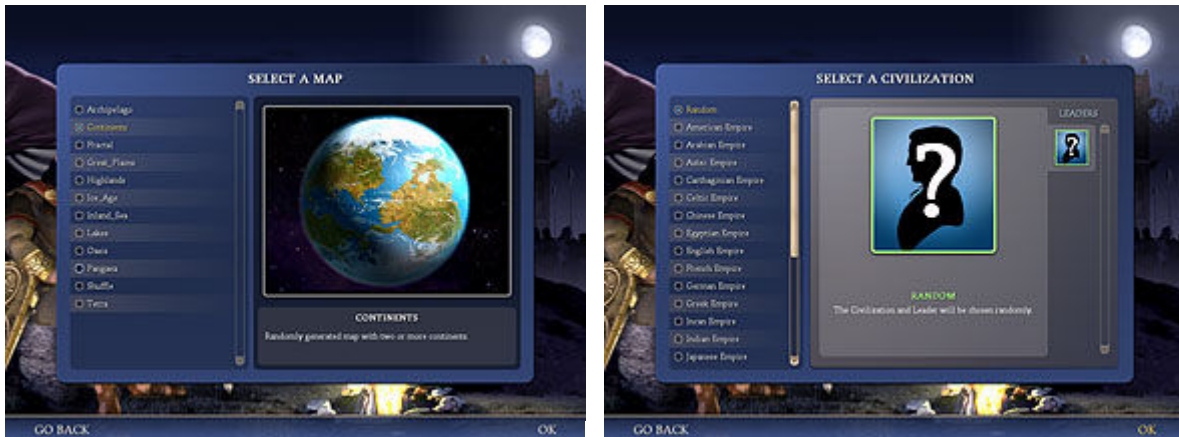 SELECT A MAP
Archipelago
Continents
Fractal
Great_Plains
Highlands
Ice_Age
Inland_Sea
Lakes
Oasis
Pangaea
Shuffle
Terra
CONTINENTS
Randomly generated map with two or more continents
GO BACK
OK
SELECT A CIVILIZATION
Random
American Empire
Arabian Empire
Aztec Empire
Carthaginian Empire
Celtic Empire
Chinese Empire
Egyptian Empire
English Empire
French Empire
German Empire
Greek Empire
Incan Empire
Indian Empire
Japanese Empire
LEADERS
?
?
RANDOM
The Civilization and Leader will be chosen randomly.
GO BACK
OK